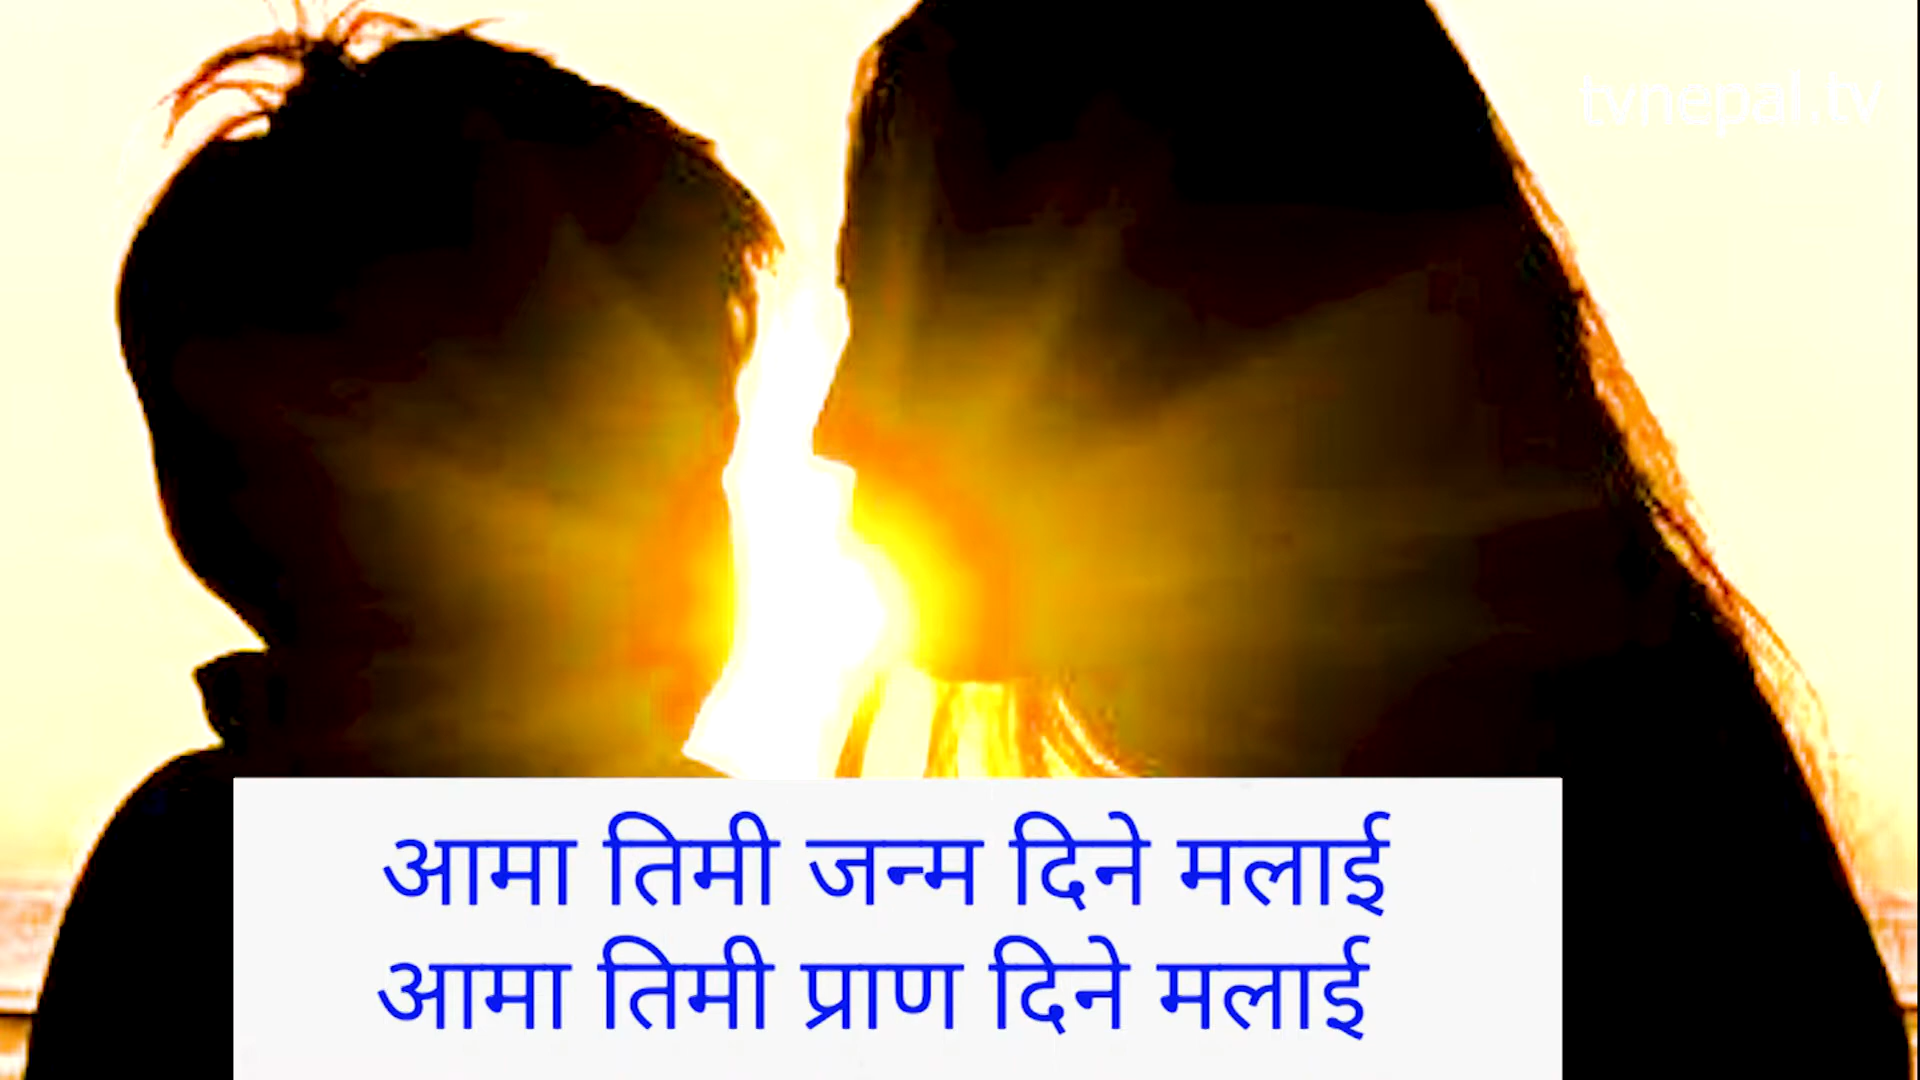 tvnepal.tv
आमा तिमी जन्म दिने मलाई
आमा तिमी प्राण दिने मलाई